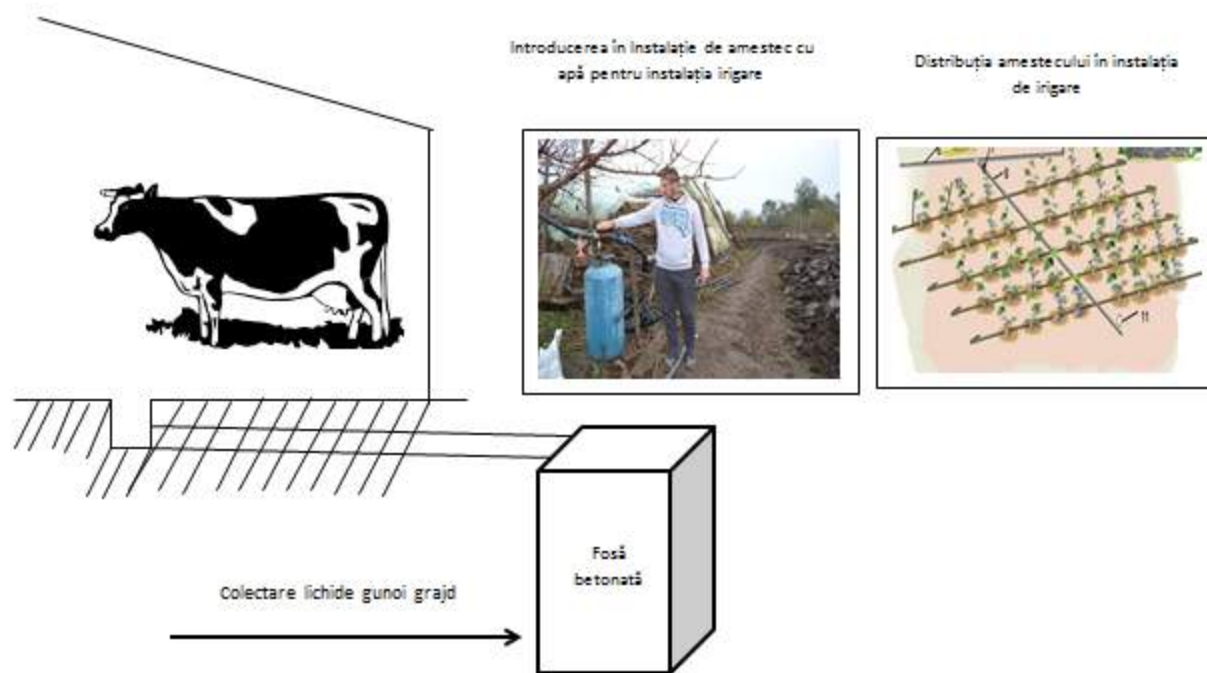 Introducerea în Instalație de amestec cu
apă pentru instalația irigare
Distribuția amestecului în instalația
de irigare
Fosă
betonată
Colectare lichide gunoi grajd